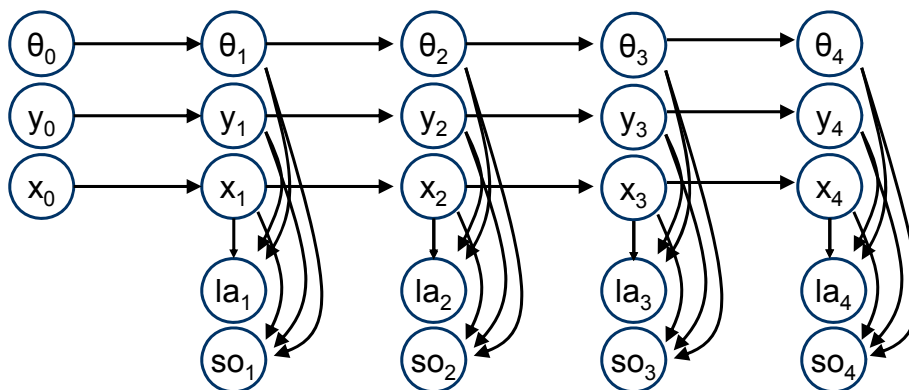 θ₀ θ₁ θ₂ θ₃ θ₄
y₀ y₁ y₂ y₃ y₄
x₀ x₁ x₂ x₃ x₄
la₁ la₂ la₃ la₄
so₁ so₂ so₃ so₄